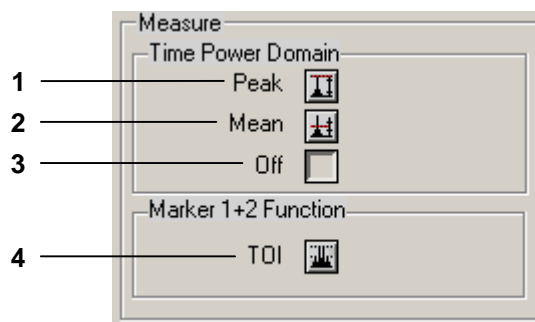 Measure
Time Power Domain
1 Peak
2 Mean
3 Off
Marker 1+2 Function
4 TOI